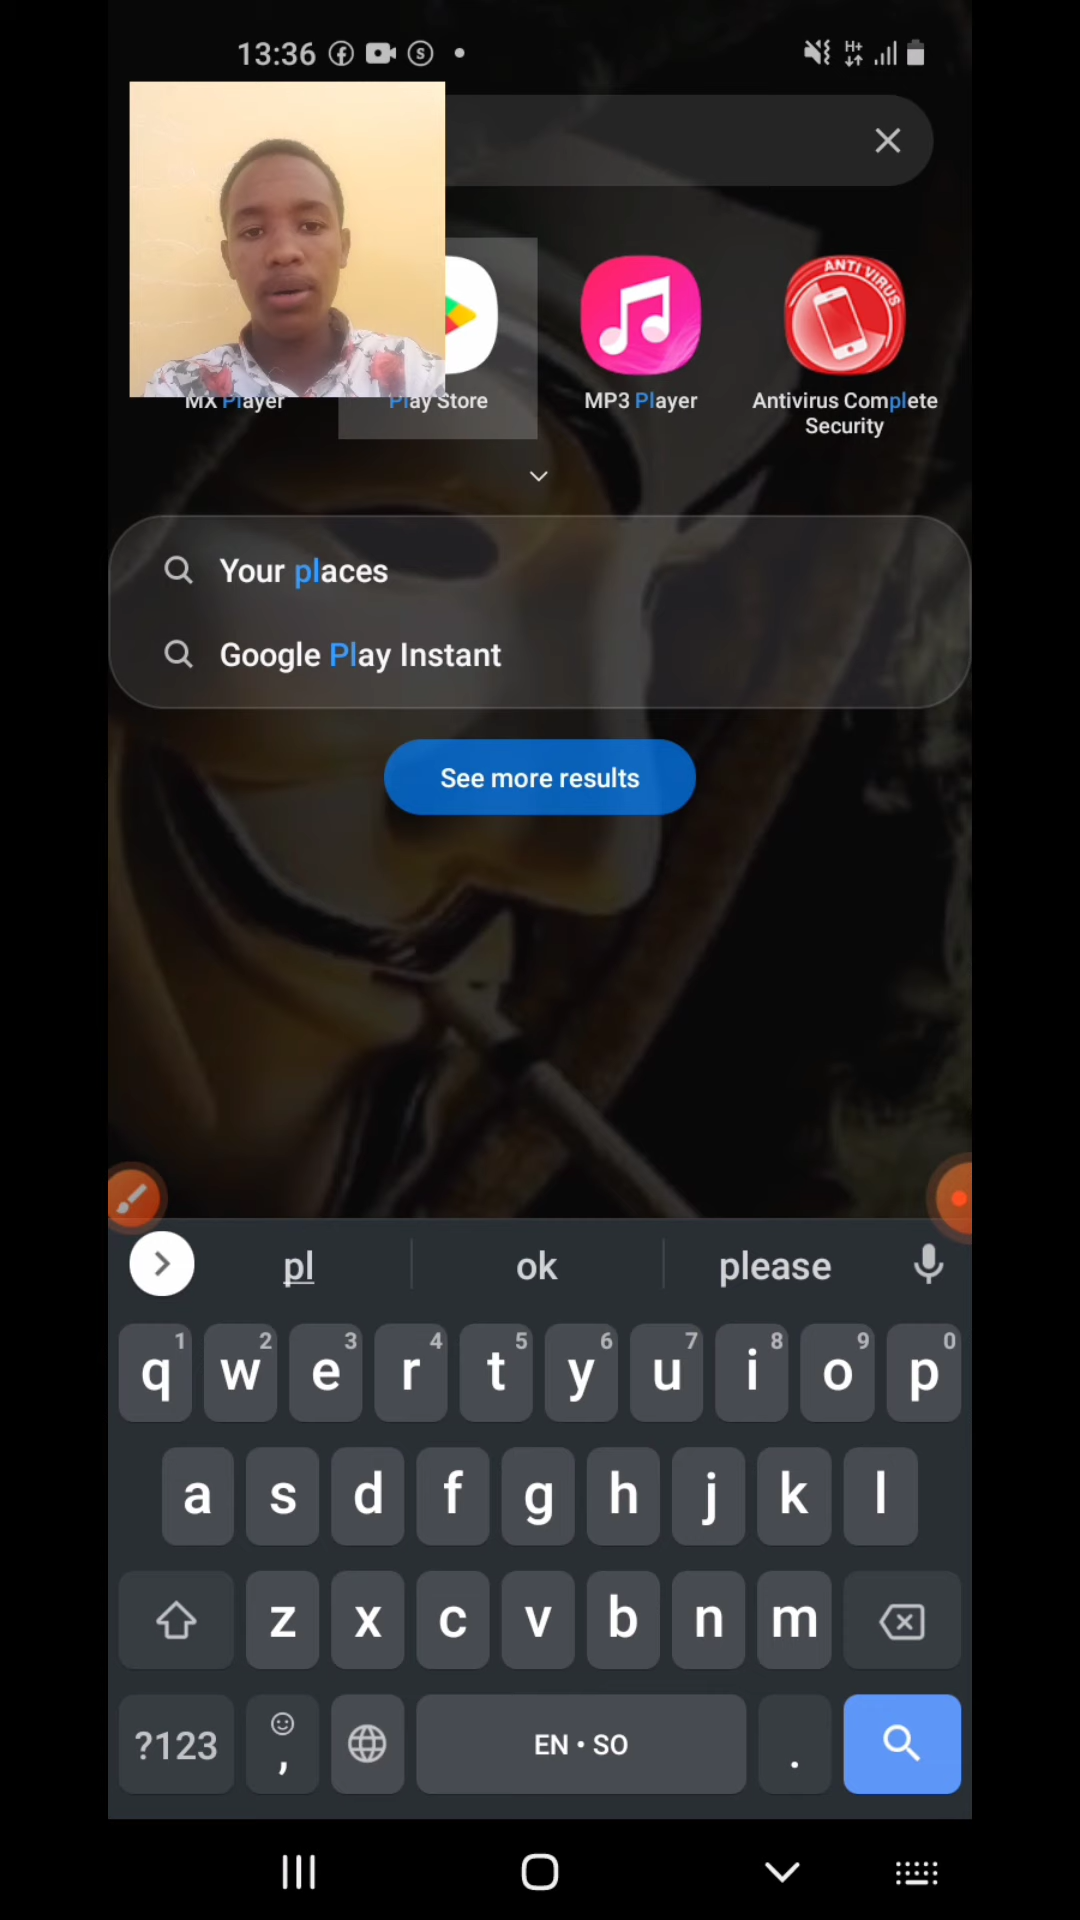 13:36
H+
ANTI VIRUS
MX Player
Play Store
MP3 Player
Antivirus Complete
Security
Your places
Google Play Instant
See more results
pl
ok
please
1 2 3 4 5 6 7 8 9 0
q w e r t y u i o p
a s d f g h j k l
z x c v b n m
?123
,
EN • SO
.